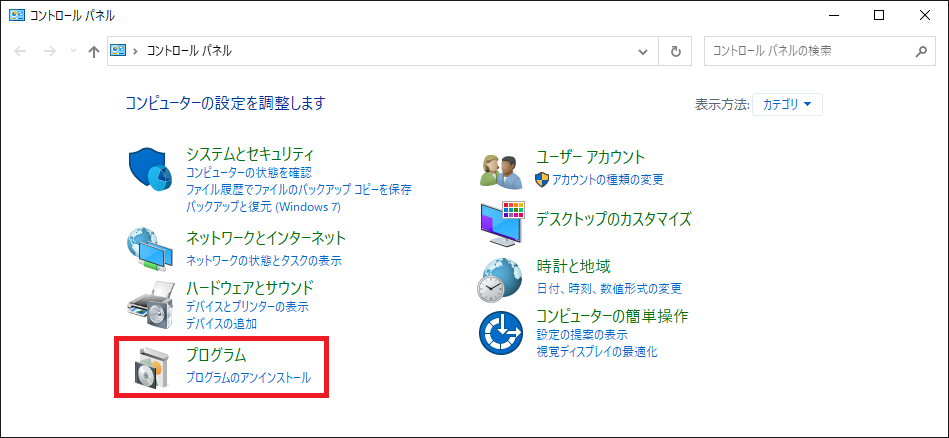 コントロール パネル
コントロール パネル
コントロール パネルの検索
コンピューターの設定を調整します
表示方法: カテゴリ
システムとセキュリティ
コンピューターの状態を確認
ファイル履歴でファイルのバックアップ コピーを保存
バックアップと復元 (Windows 7)
ネットワークとインターネット
ネットワークの状態とタスクの表示
ハードウェアとサウンド
デバイスとプリンターの表示
デバイスの追加
プログラム
プログラムのアンインストール
ユーザー アカウント
アカウントの種類の変更
デスクトップのカスタマイズ
時計と地域
日付、時刻、数値形式の変更
コンピューターの簡単操作
設定の提案の表示
視覚ディスプレイの最適化